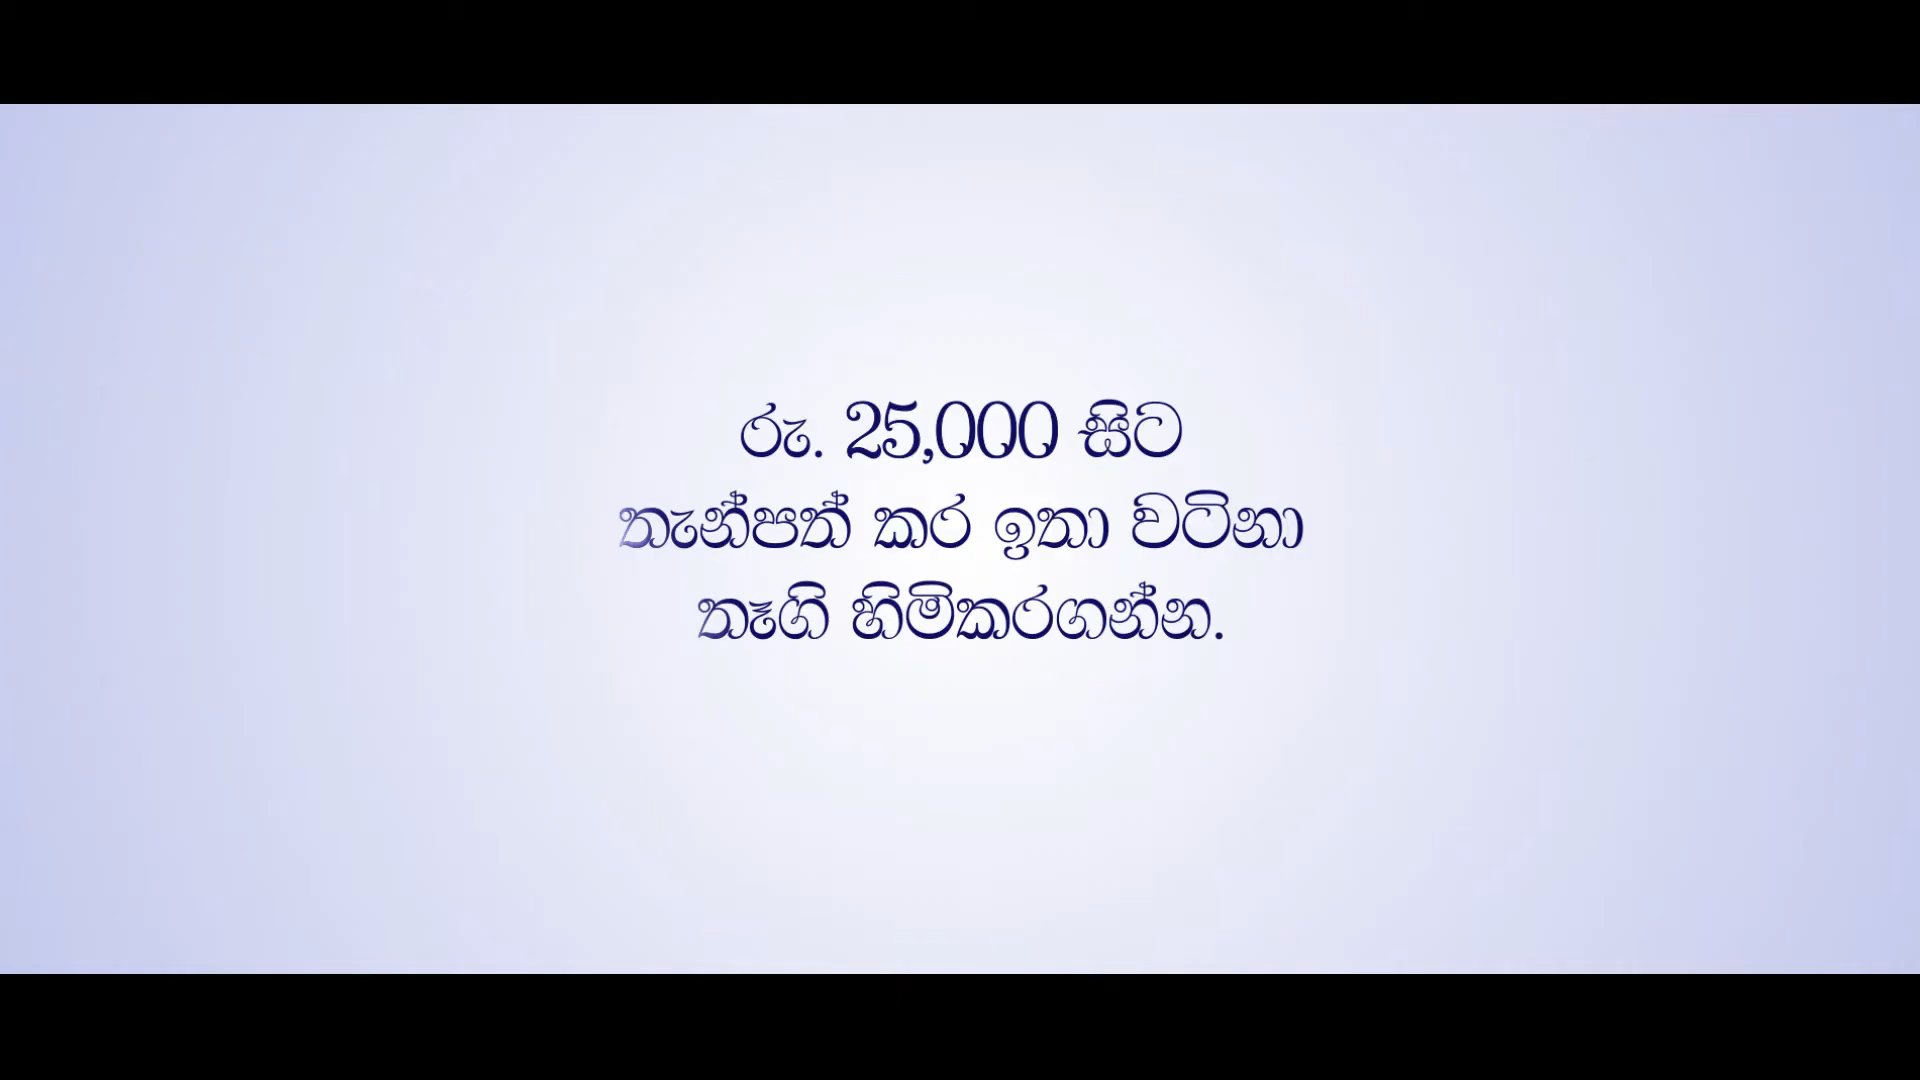 රු. 25,000 සිට
තැන්පත් කර ඉතා වටිනා
තෑගි හිමිකරගන්න.